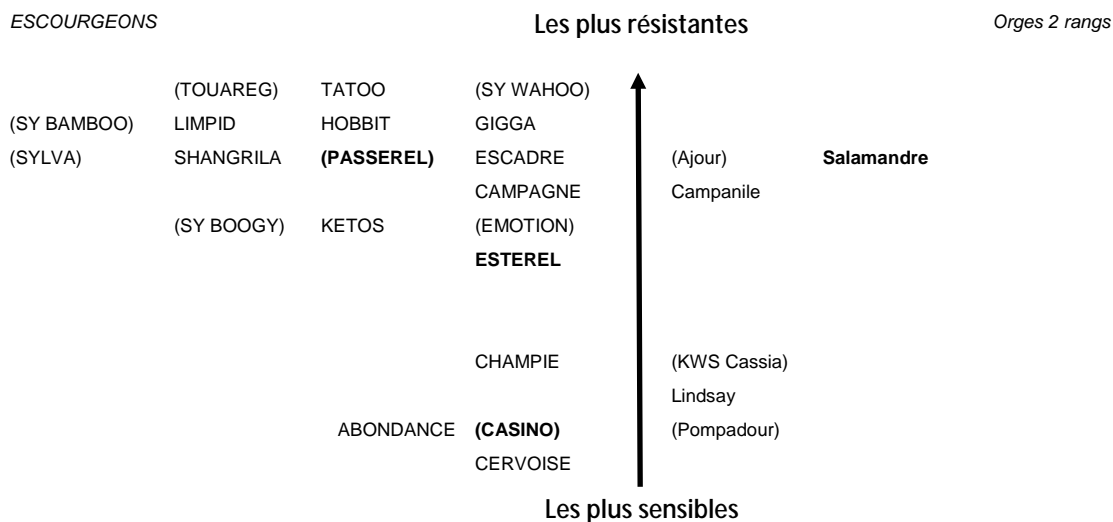 ESCOURGEONS Les plus résistantes Orges 2 rangs
(TOUAREG) TATOO (SY WAHOO)
(SY BAMBOO) LIMPID HOBBIT GIGGA
(SYLVA) SHANGRILA (PASSEREL) ESCADRE (Ajour) Salamandre
CAMPAGNE Campanile
(SY BOOGY) KETOS (EMOTION)
ESTEREL
CHAMPIE (KWS Cassia)
Lindsay
ABONDANCE (CASINO) (Pompadour)
CERVOISE
Les plus sensibles